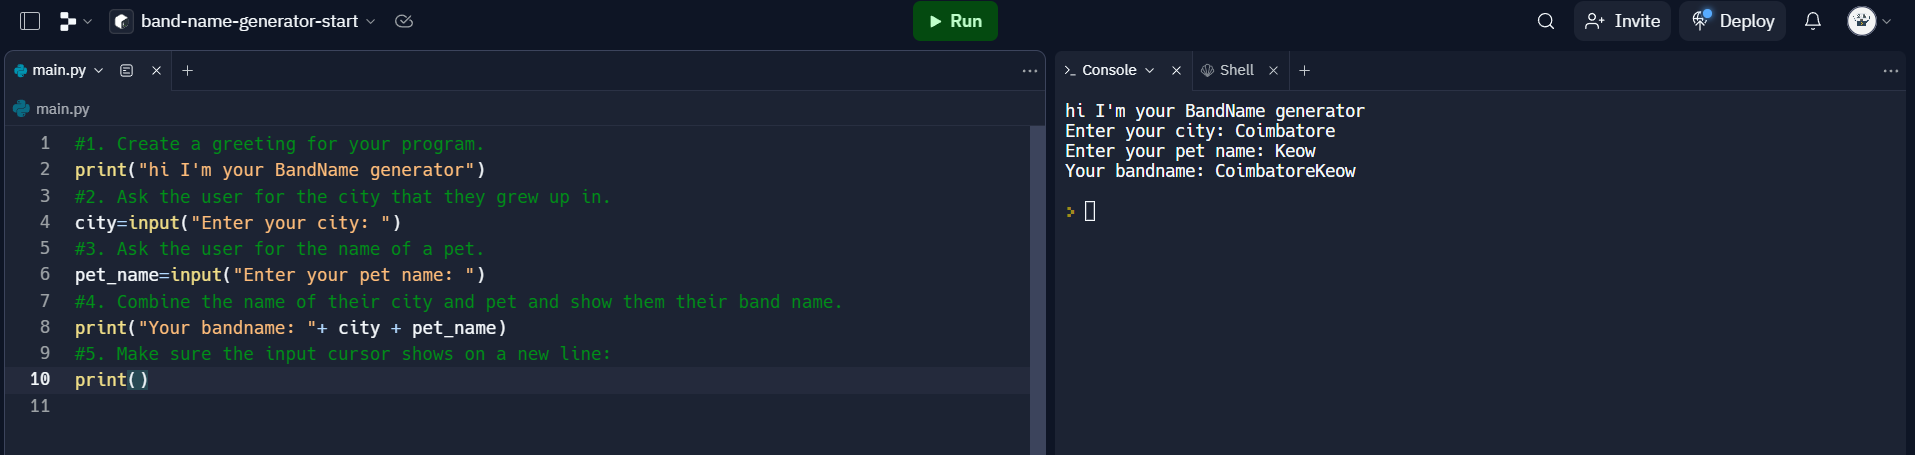 band-name-generator-start
Run
Invite
Deploy
main.py
main.py
1 #1. Create a greeting for your program.
2 print("hi I'm your BandName generator")
3 #2. Ask the user for the city that they grew up in.
4 city=input("Enter your city: ")
5 #3. Ask the user for the name of a pet.
6 pet_name=input("Enter your pet name: ")
7 #4. Combine the name of their city and pet and show them their band name.
8 print("Your bandname: "+ city + pet_name)
9 #5. Make sure the input cursor shows on a new line:
10 print()
11
Console
Shell
hi I'm your BandName generator
Enter your city: Coimbatore
Enter your pet name: Keow
Your bandname: CoimbatoreKeow